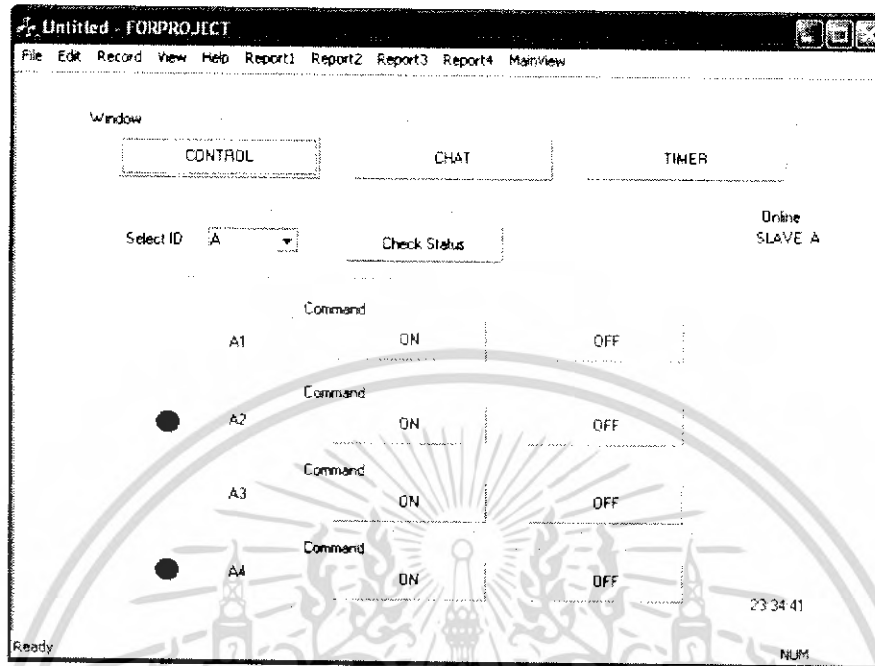 Untitled - FORPROJECT
File Edit Record View Help Report1 Report2 Report3 Report4 MainView
Window
CONTROL CHAT TIMER
Online
Select ID A Check Status SLAVE A
Command
A1 ON OFF
Command
A2 ON OFF
Command
A3 ON OFF
Command
A4 ON OFF
23:34:41
Ready NUM